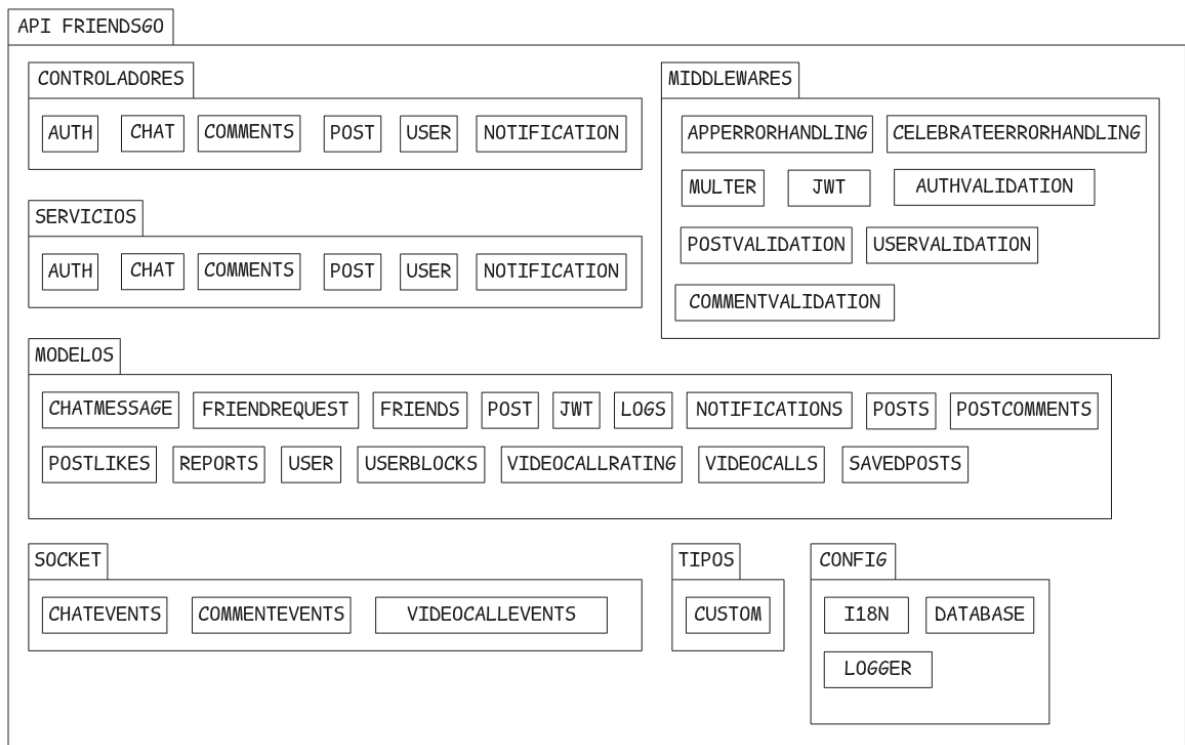 API FRIENDSGO
CONTROLADORES
AUTH CHAT COMMENTS POST USER NOTIFICATION
SERVICIOS
AUTH CHAT COMMENTS POST USER NOTIFICATION
MIDDLEWARES
APPERRORHANDLING CELEBRATEERRORHANDLING
MULTER JWT AUTHVALIDATION
POSTVALIDATION USERVALIDATION
COMMENTVALIDATION
MODELOS
CHATMESSAGE FRIENDREQUEST FRIENDS POST JWT LOGS NOTIFICATIONS POSTS POSTCOMMENTS
POSTLIKES REPORTS USER USERBLOCKS VIDEOCALLRATING VIDEOCALLS SAVEDPOSTS
SOCKET
CHATEVENTS COMMENTEVENTS VIDEOCALLEVENTS
TIPOS
CUSTOM
CONFIG
I18N DATABASE
LOGGER